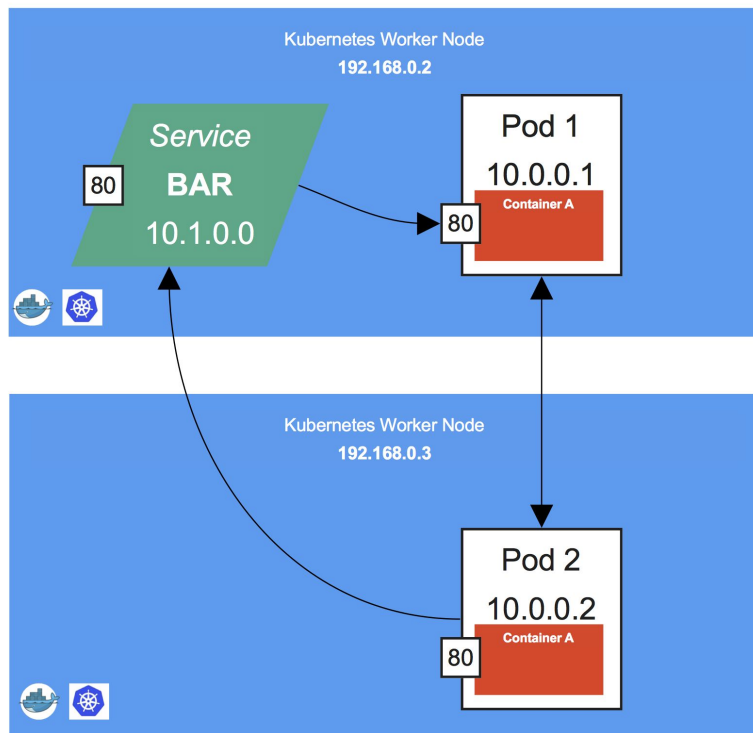 Kubernetes Worker Node
192.168.0.2
Service
BAR
10.1.0.0
80
Pod 1
10.0.0.1
Container A
80
Kubernetes Worker Node
192.168.0.3
Pod 2
10.0.0.2
Container A
80